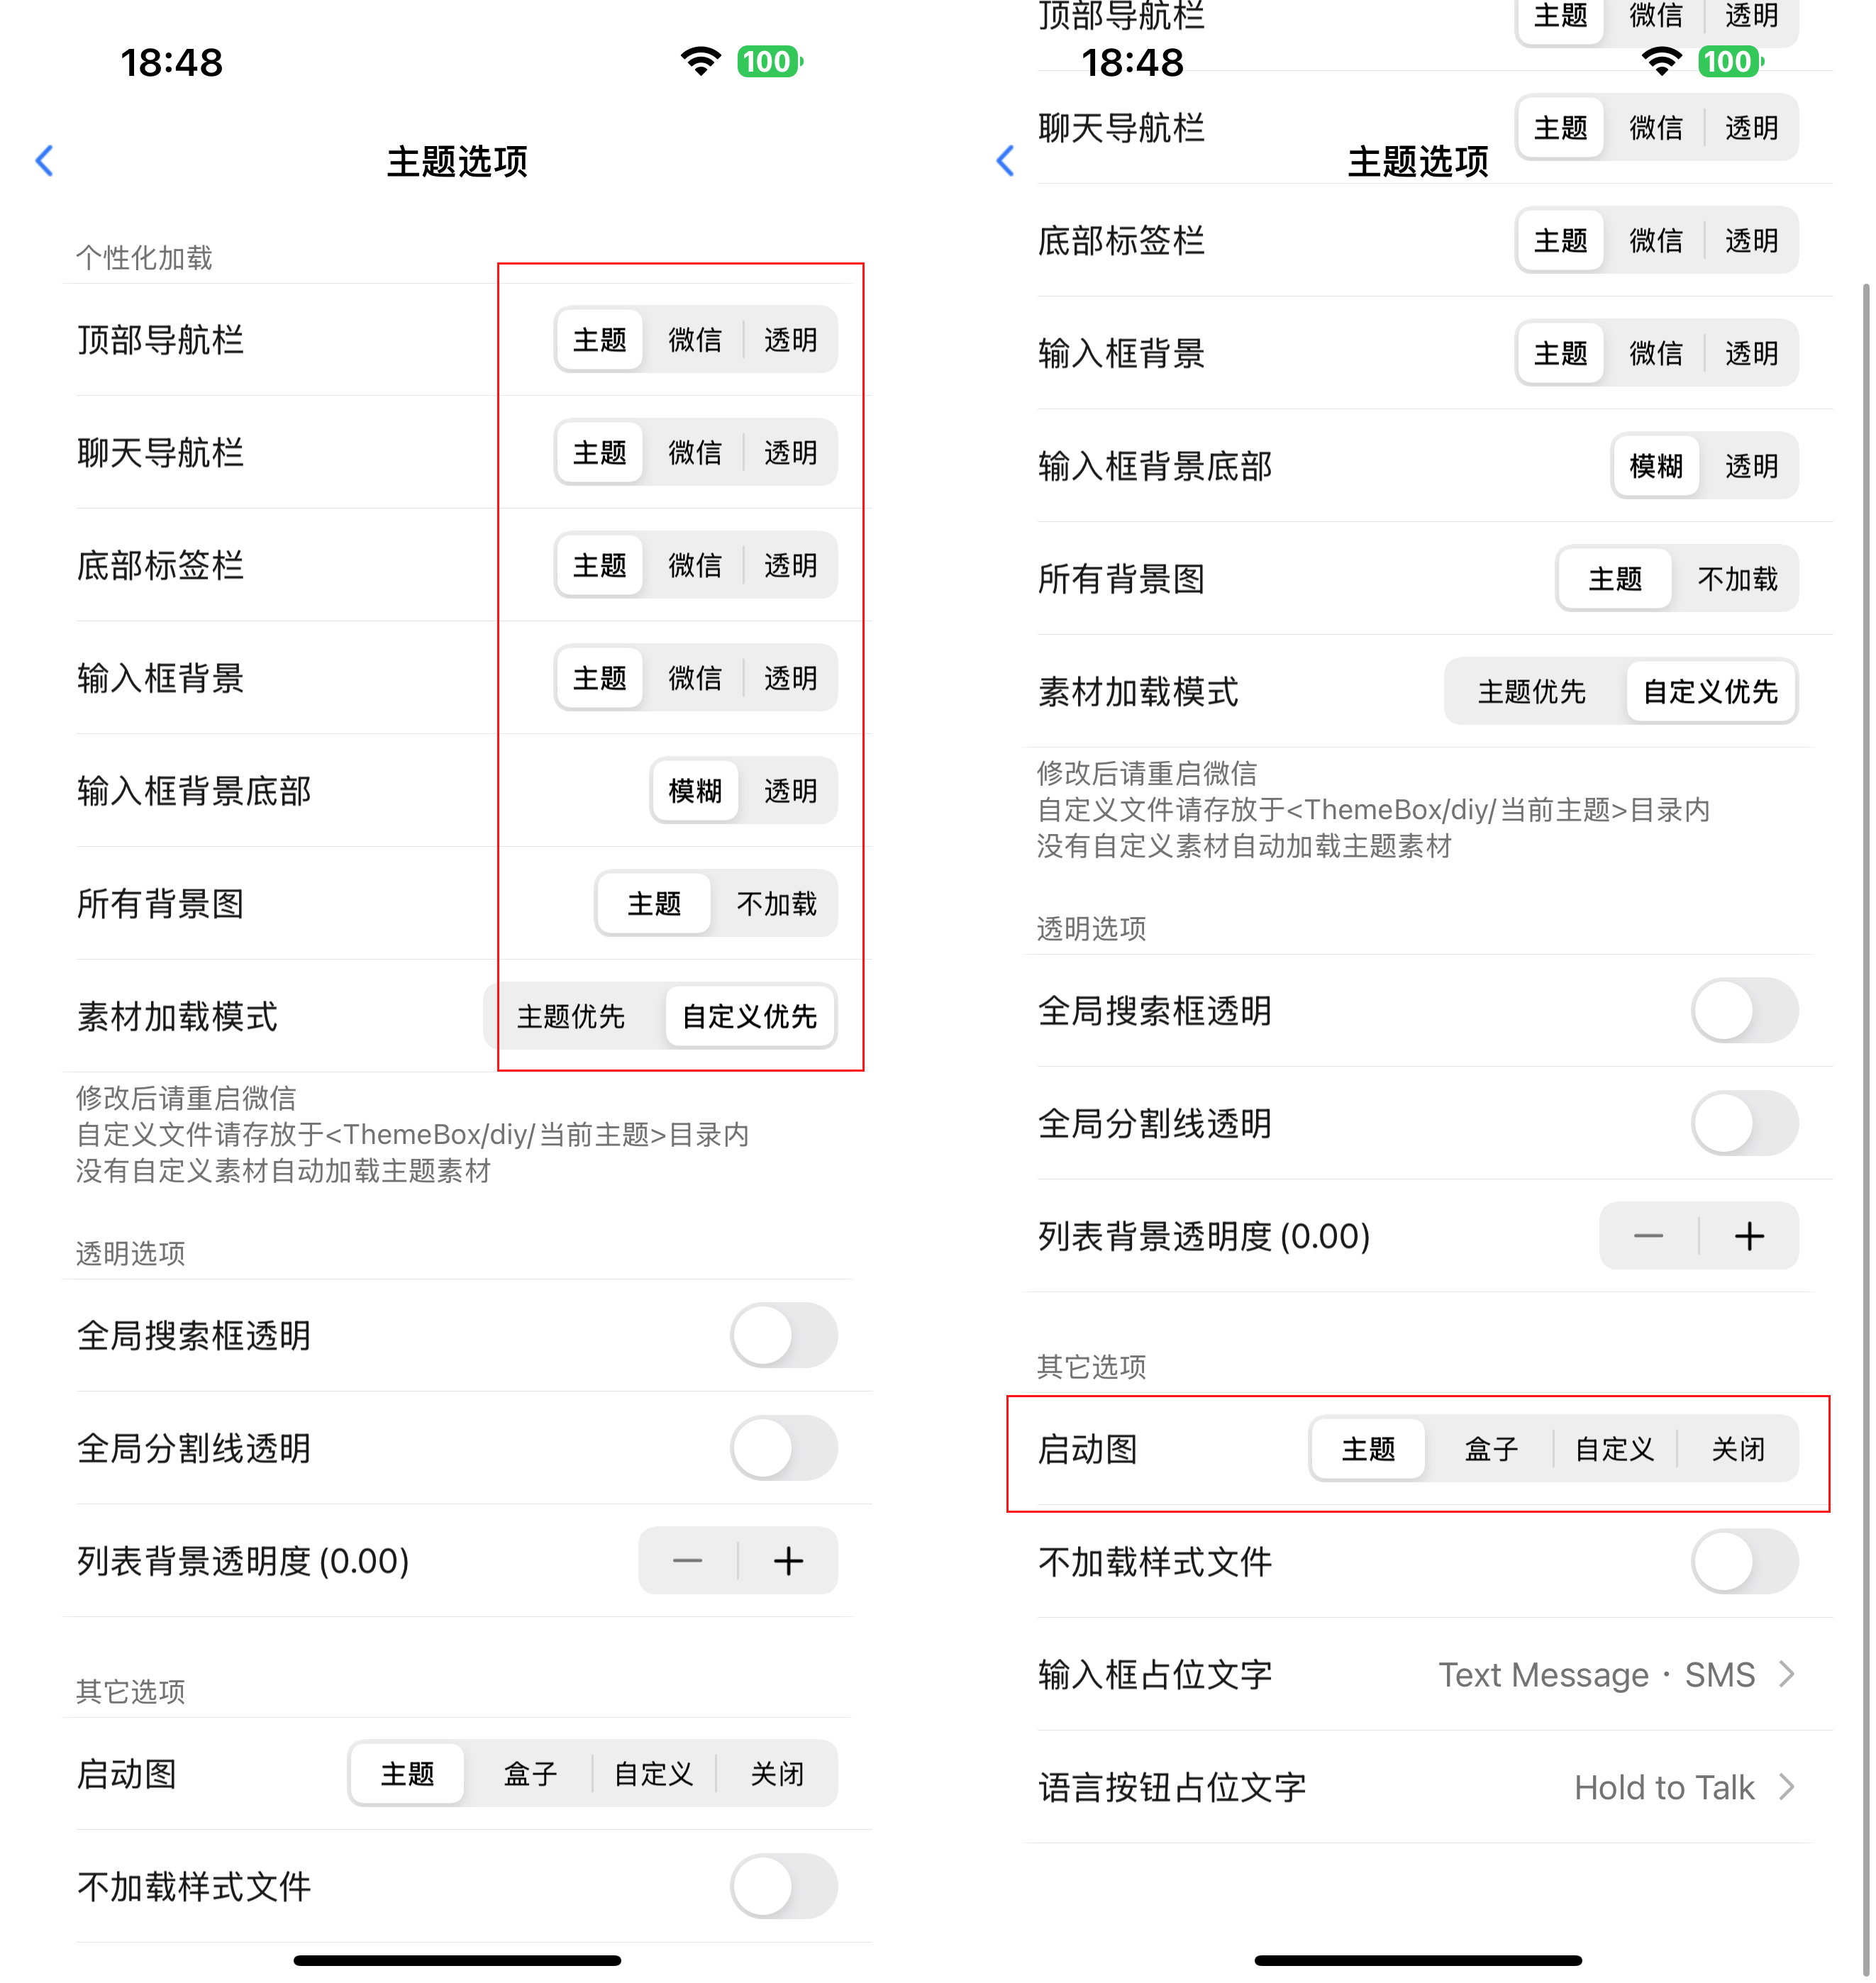 18:48
100
主题选项
个性化加载
顶部导航栏 主题 微信 透明
聊天导航栏 主题 微信 透明
底部标签栏 主题 微信 透明
输入框背景 主题 微信 透明
输入框背景底部 模糊 透明
所有背景图 主题 不加载
素材加载模式 主题优先 自定义优先
修改后请重启微信
自定义文件请存放于<ThemeBox/diy/当前主题>目录内
没有自定义素材自动加载主题素材
透明选项
全局搜索框透明
全局分割线透明
列表背景透明度(0.00) — +
其它选项
启动图 主题 盒子 自定义 关闭
不加载样式文件
顶部导航栏 主题 微信 透明
18:48
100
聊天导航栏 主题 微信 透明
主题选项
底部标签栏 主题 微信 透明
输入框背景 主题 微信 透明
输入框背景底部 模糊 透明
所有背景图 主题 不加载
素材加载模式 主题优先 自定义优先
修改后请重启微信
自定义文件请存放于<ThemeBox/diy/当前主题>目录内
没有自定义素材自动加载主题素材
透明选项
全局搜索框透明
全局分割线透明
列表背景透明度(0.00) — +
其它选项
启动图 主题 盒子 自定义 关闭
不加载样式文件
输入框占位文字 Text Message · SMS
语言按钮占位文字 Hold to Talk